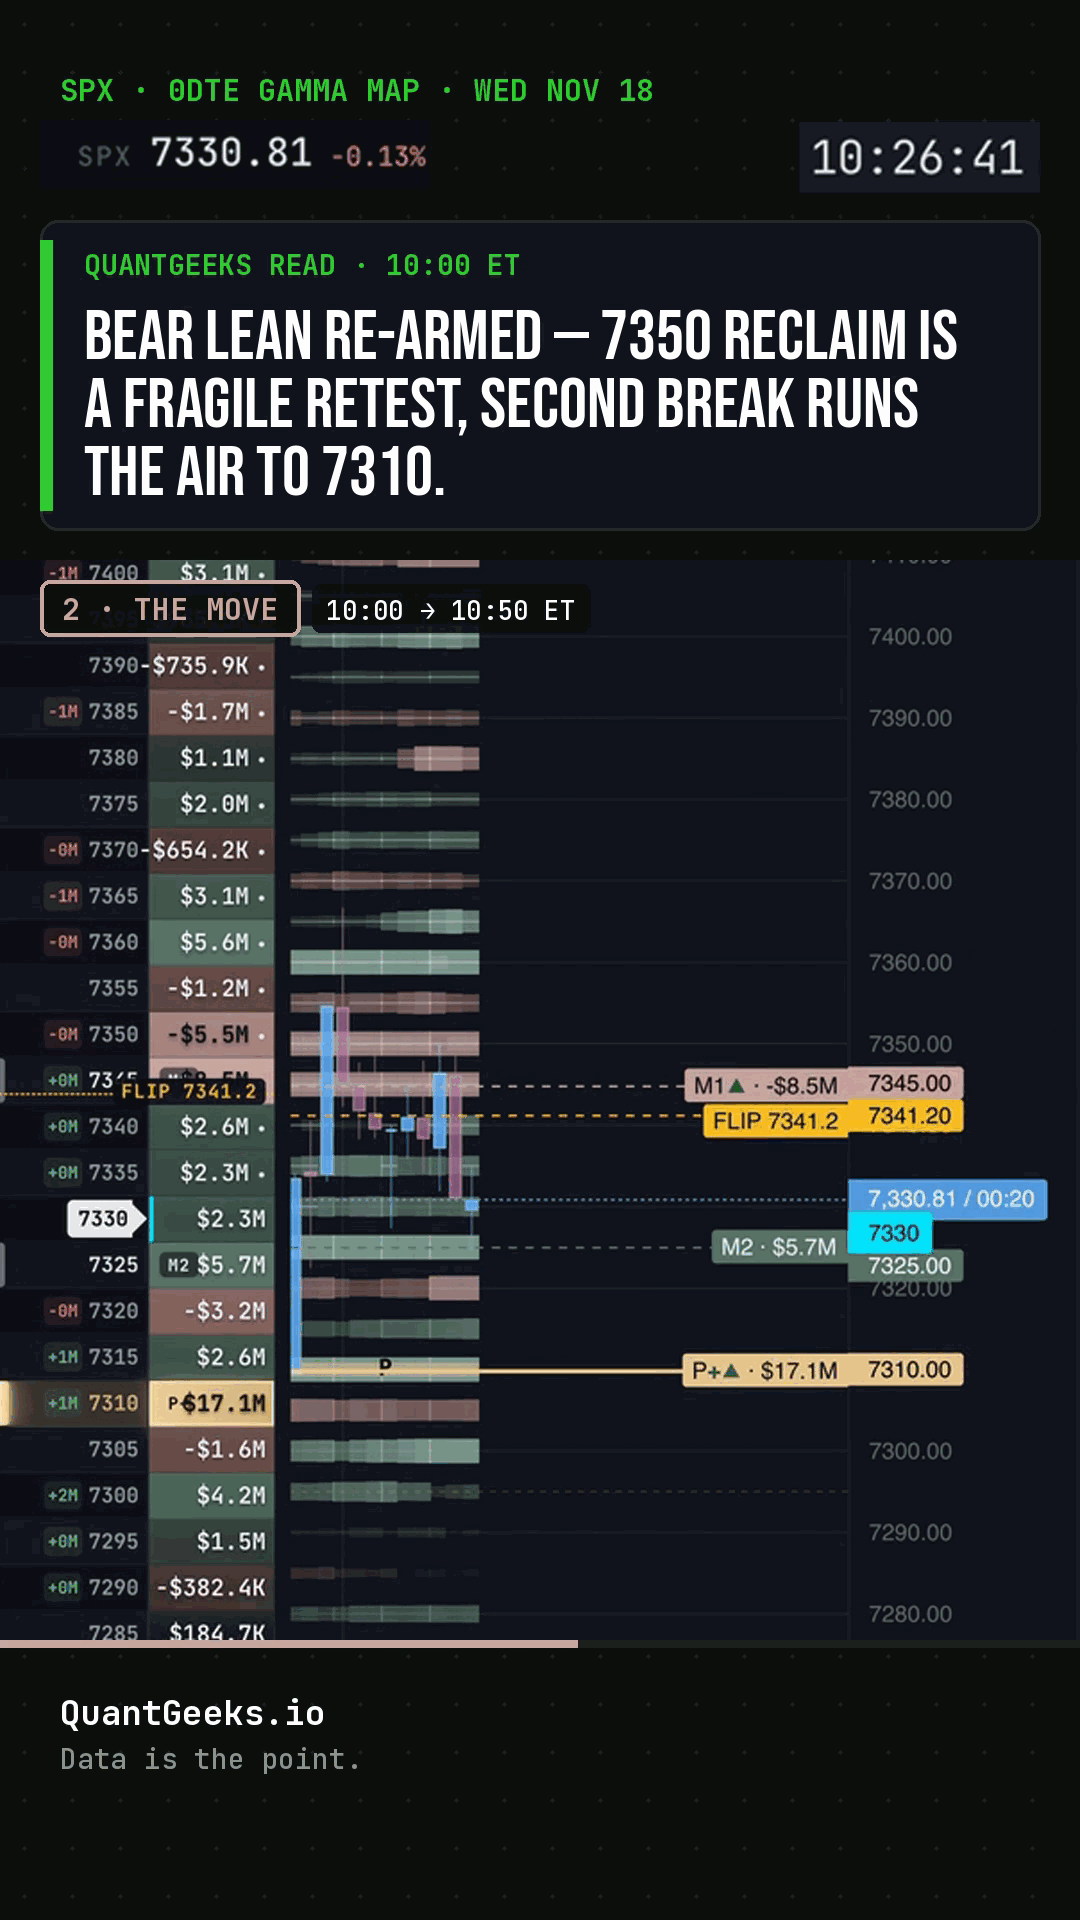 SPX · 0DTE GAMMA MAP · WED NOV 18
SPX 7330.81 -0.13%
10:26:41
QUANTGEEKS READ · 10:00 ET
BEAR LEAN RE-ARMED — 7350 RECLAIM IS
A FRAGILE RETEST, SECOND BREAK RUNS
THE AIR TO 7310.
-1M 7400 $3.1M
2 · THE MOVE
10:00 → 10:50 ET
7390 -$735.9K
-1M 7385 -$1.7M
7380 $1.1M
7375 $2.0M
-0M 7370 -$654.2K
-1M 7365 $3.1M
-0M 7360 $5.6M
7355 -$1.2M
-0M 7350 -$5.5M
+0M
FLIP 7341.2
+0M 7340 $2.6M
+0M 7335 $2.3M
7330 $2.3M
7325 M2 $5.7M
-0M 7320 -$3.2M
+1M 7315 $2.6M
+1M 7310 P $17.1M
7305 -$1.6M
+2M 7300 $4.2M
+0M 7295 $1.5M
+0M 7290 -$382.4K
7285 $184.7K
P
7400.00
7390.00
7380.00
7370.00
7360.00
7350.00
M1▲ · -$8.5M 7345.00
FLIP 7341.2 7341.20
7,330.81 / 00:20
7330
M2 · $5.7M 7325.00
7320.00
P+▲ · $17.1M 7310.00
7300.00
7290.00
7280.00
QuantGeeks.io
Data is the point.